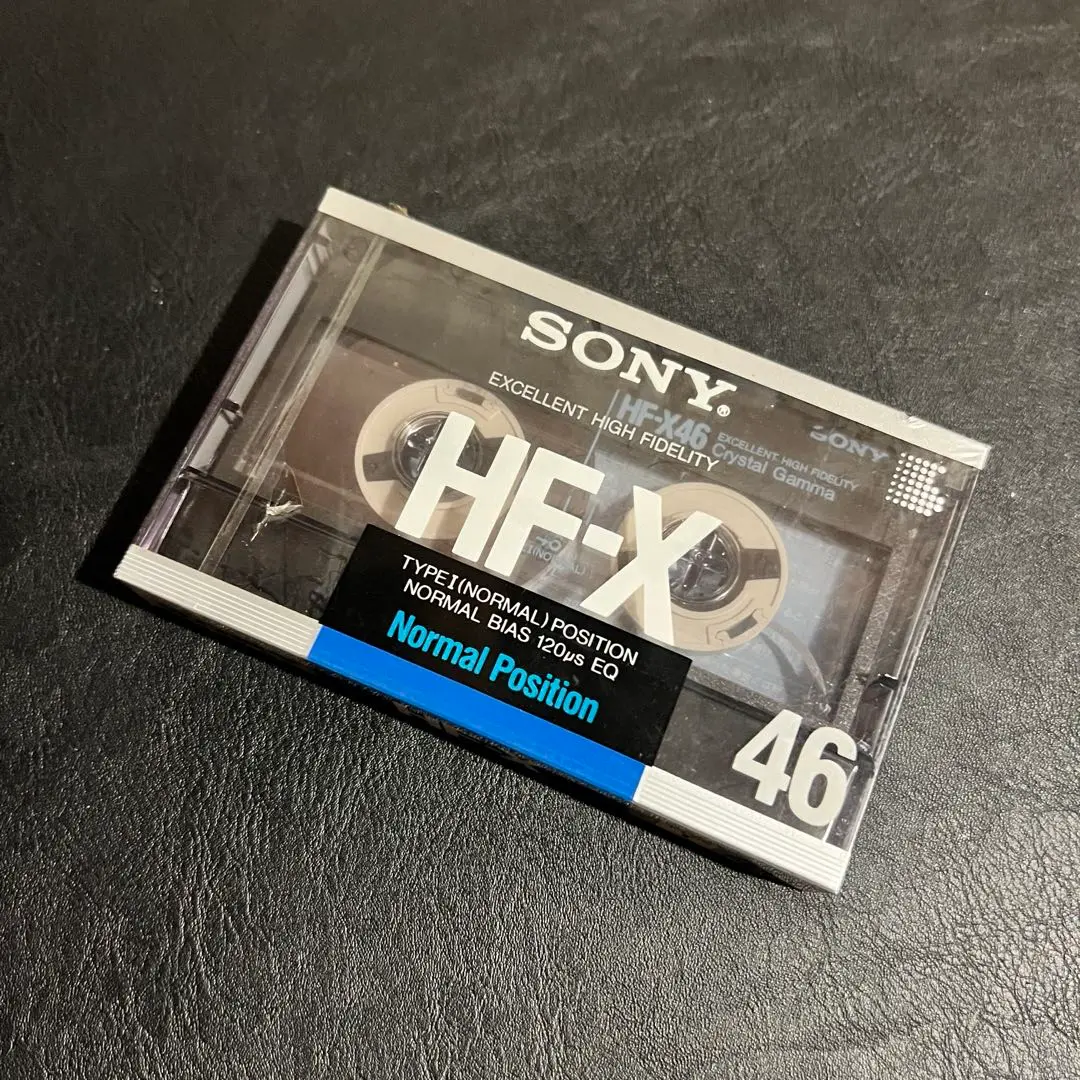 SONY®
EXCELLENT HIGH FIDELITY
HF-X
HF-X46
EXCELLENT HIGH FIDELITY
Crystal Gamma
SONY
TYPE I (NORMAL) POSITION
NORMAL BIAS 120μs EQ
Normal Position
46